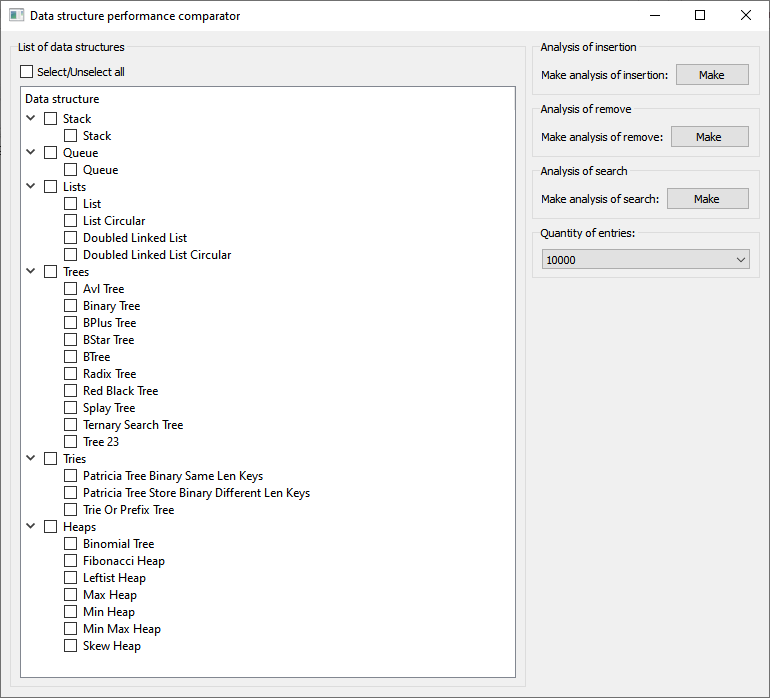 Data structure performance comparator
List of data structures
Select/Unselect all
Data structure
Stack
Stack
Queue
Queue
Lists
List
List Circular
Doubled Linked List
Doubled Linked List Circular
Trees
Avl Tree
Binary Tree
BPlus Tree
BStar Tree
BTree
Radix Tree
Red Black Tree
Splay Tree
Ternary Search Tree
Tree 23
Tries
Patricia Tree Binary Same Len Keys
Patricia Tree Store Binary Different Len Keys
Trie Or Prefix Tree
Heaps
Binomial Tree
Fibonacci Heap
Leftist Heap
Max Heap
Min Heap
Min Max Heap
Skew Heap
Analysis of insertion
Make analysis of insertion: Make
Analysis of remove
Make analysis of remove: Make
Analysis of search
Make analysis of search: Make
Quantity of entries:
10000